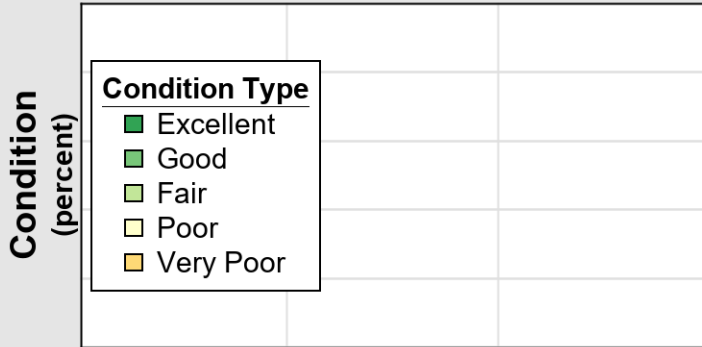 Condition
(percent)
Condition Type
Excellent
Good
Fair
Poor
Very Poor